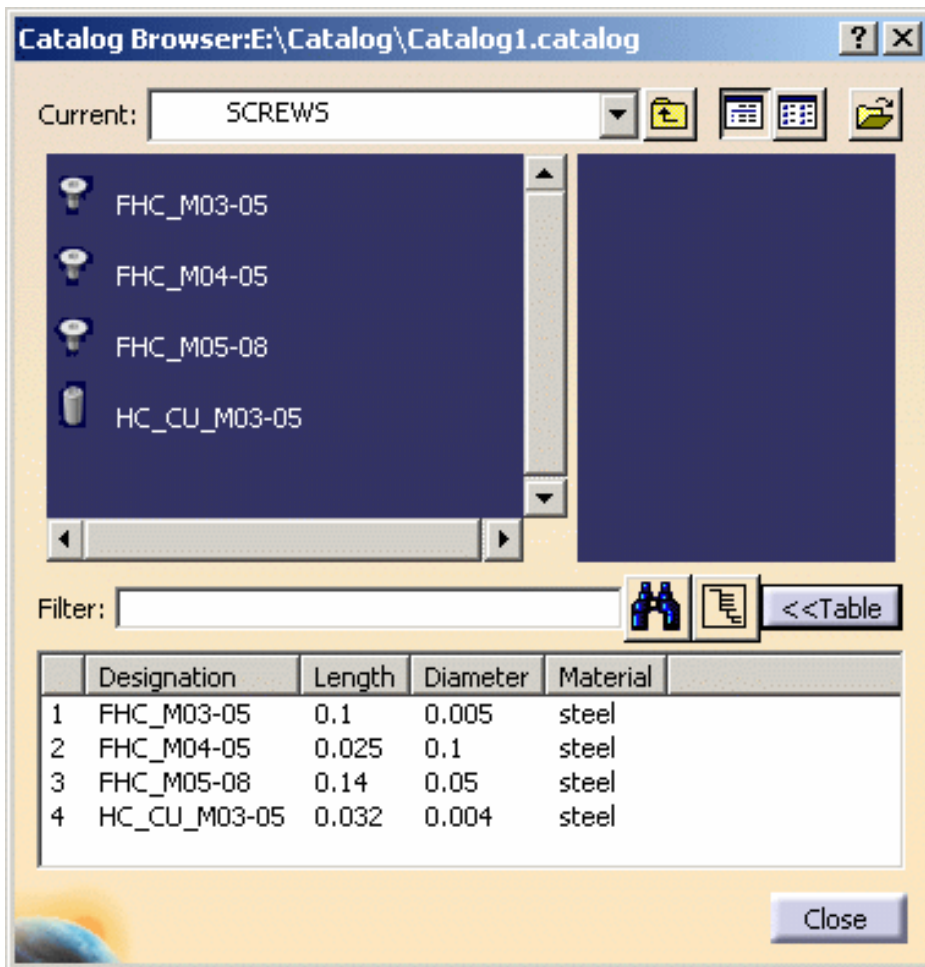 Catalog Browser:E:\Catalog\Catalog1.catalog ? X
Current: SCREWS
FHC_M03-05
FHC_M04-05
FHC_M05-08
HC_CU_M03-05
Filter: <<Table
Designation Length Diameter Material
1 FHC_M03-05 0.1 0.005 steel
2 FHC_M04-05 0.025 0.1 steel
3 FHC_M05-08 0.14 0.05 steel
4 HC_CU_M03-05 0.032 0.004 steel
Close